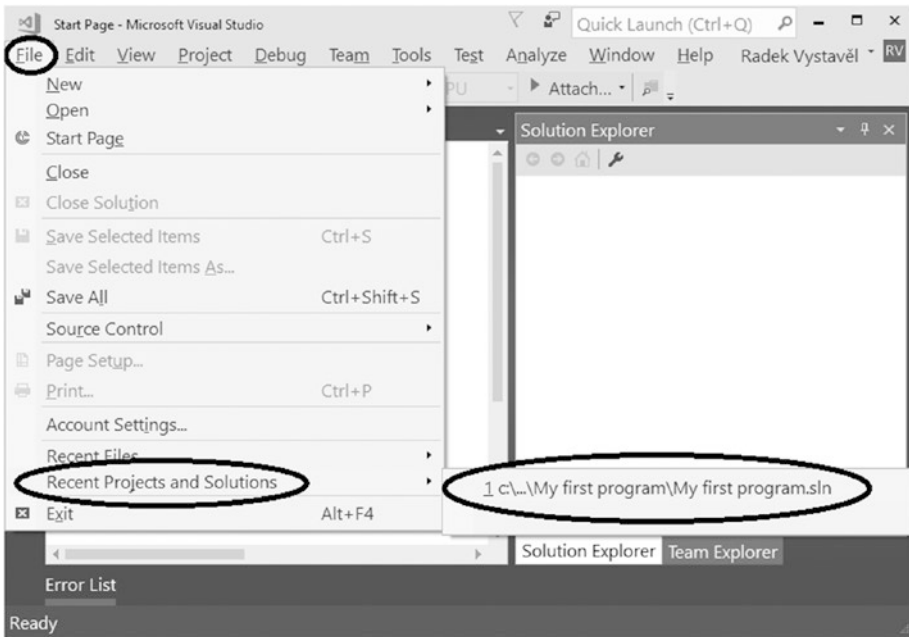 Start Page - Microsoft Visual Studio
Quick Launch (Ctrl+Q)
File Edit View Project Debug Team Tools Test Analyze Window Help Radek Vystavěl RV
New
PU Attach...
Open
Start Page
Solution Explorer
Close
Close Solution
Save Selected Items Ctrl+S
Save Selected Items As...
Save All Ctrl+Shift+S
Source Control
Page Setup...
Print... Ctrl+P
Account Settings...
Recent Files
Recent Projects and Solutions
1 c:\...\My first program\My first program.sln
Exit Alt+F4
Solution Explorer Team Explorer
Error List
Ready